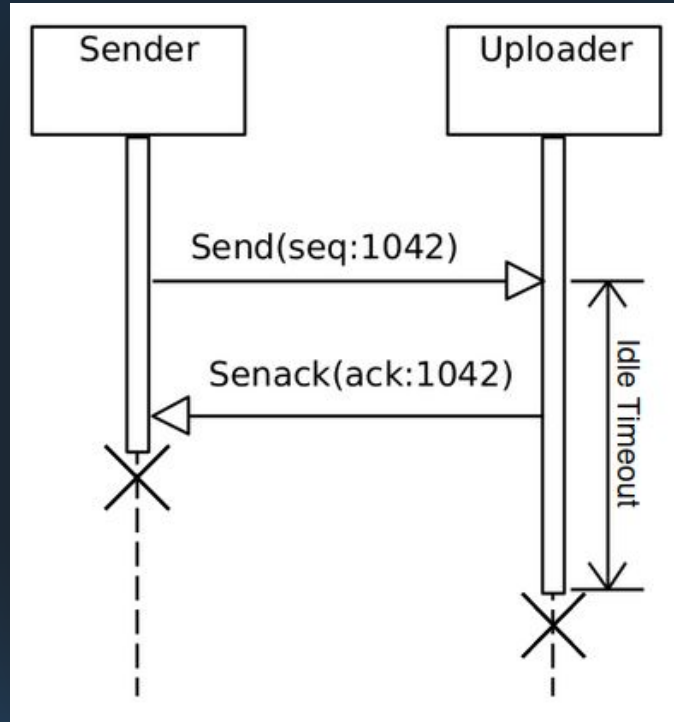 Sender
Uploader
Send(seq:1042)
Senack(ack:1042)
Idle Timeout